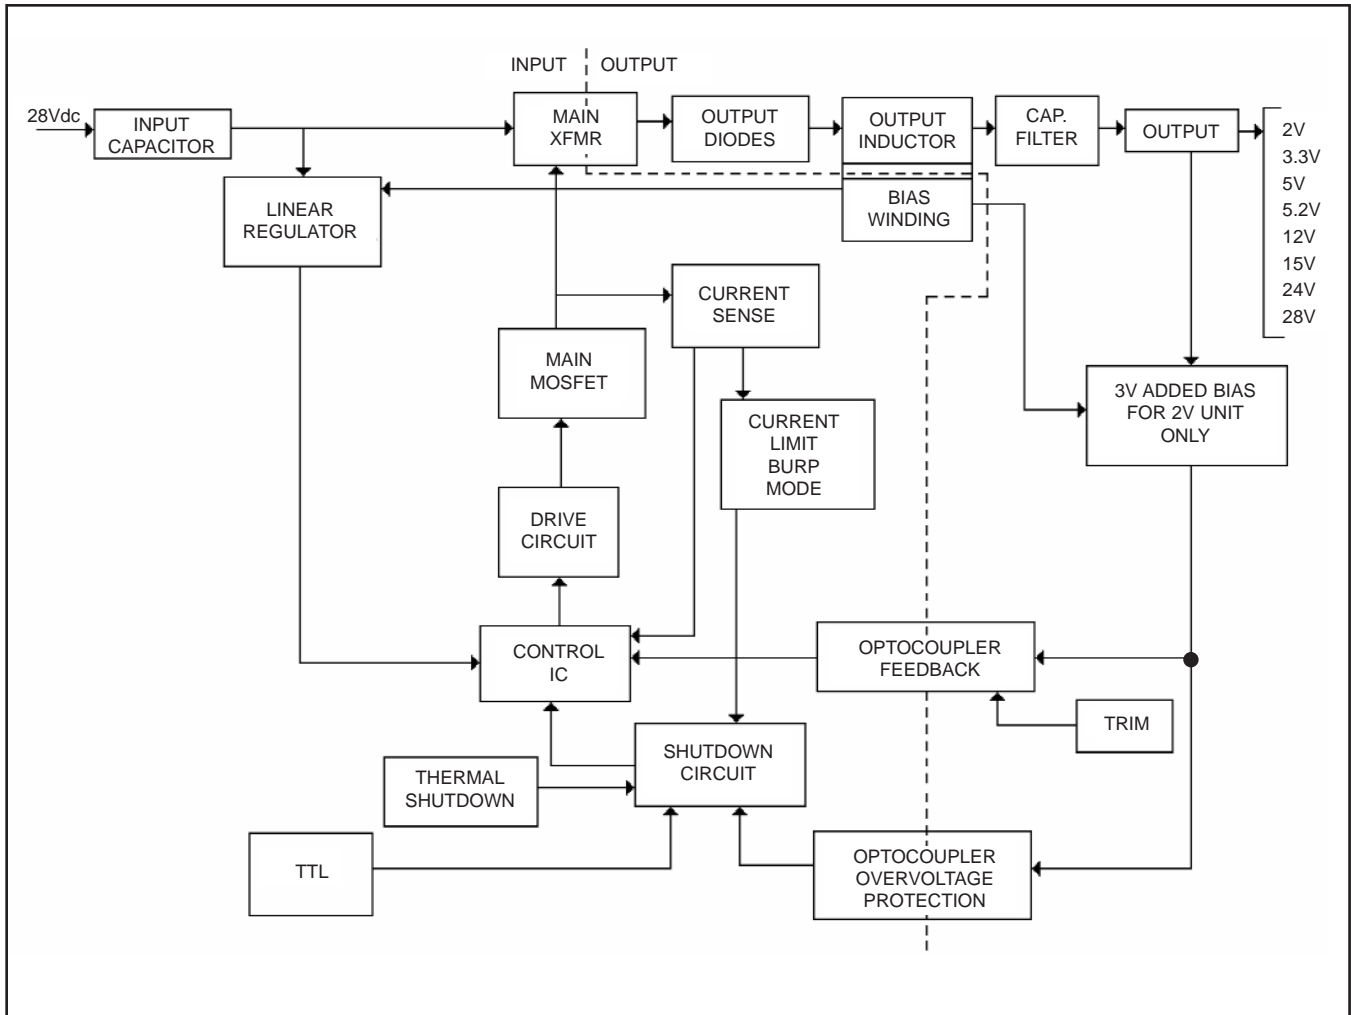 INPUT
OUTPUT
28Vdc
INPUT
CAPACITOR
MAIN
XFMR
OUTPUT
DIODES
OUTPUT
INDUCTOR
CAP.
FILTER
OUTPUT
2V
3.3V
5V
5.2V
12V
15V
24V
28V
LINEAR
REGULATOR
BIAS
WINDING
CURRENT
SENSE
MAIN
MOSFET
3V ADDED BIAS
FOR 2V UNIT
ONLY
CURRENT
LIMIT
BURP
MODE
DRIVE
CIRCUIT
CONTROL
IC
OPTOCOUPLER
FEEDBACK
TRIM
SHUTDOWN
CIRCUIT
THERMAL
SHUTDOWN
TTL
OPTOCOUPLER
OVERVOLTAGE
PROTECTION